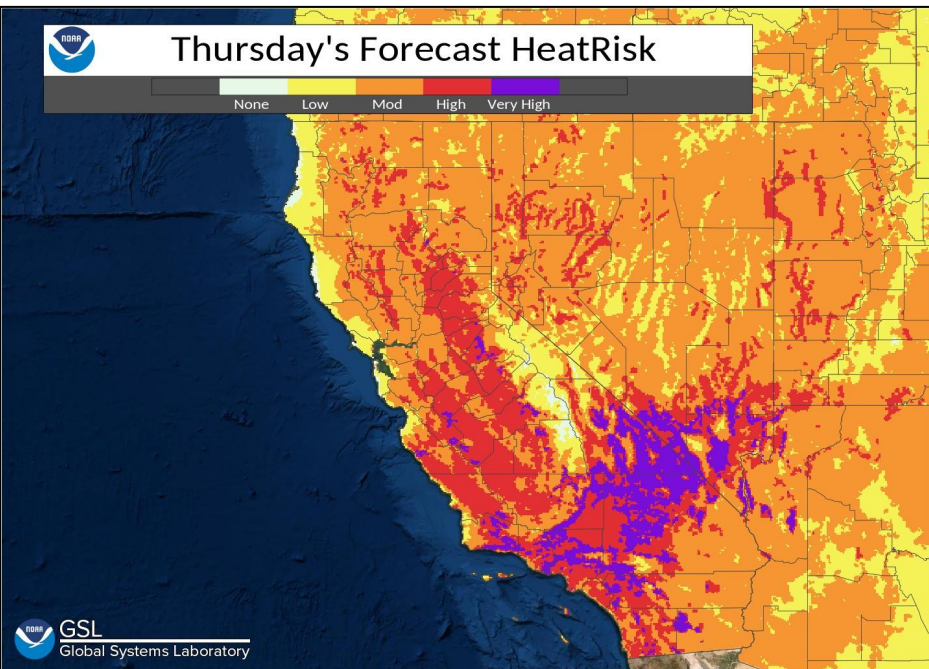 NOAA
Thursday's Forecast HeatRisk
None Low Mod High Very High
NOAA
GSL
Global Systems Laboratory